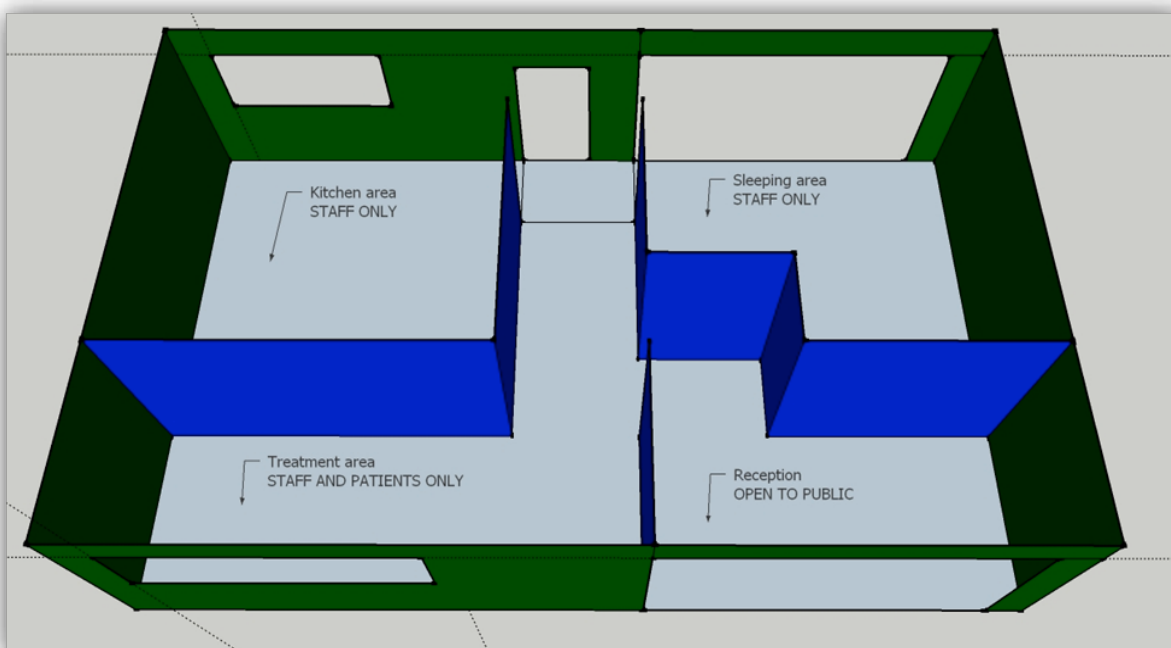 Kitchen area
STAFF ONLY
Sleeping area
STAFF ONLY
Treatment area
STAFF AND PATIENTS ONLY
Reception
OPEN TO PUBLIC